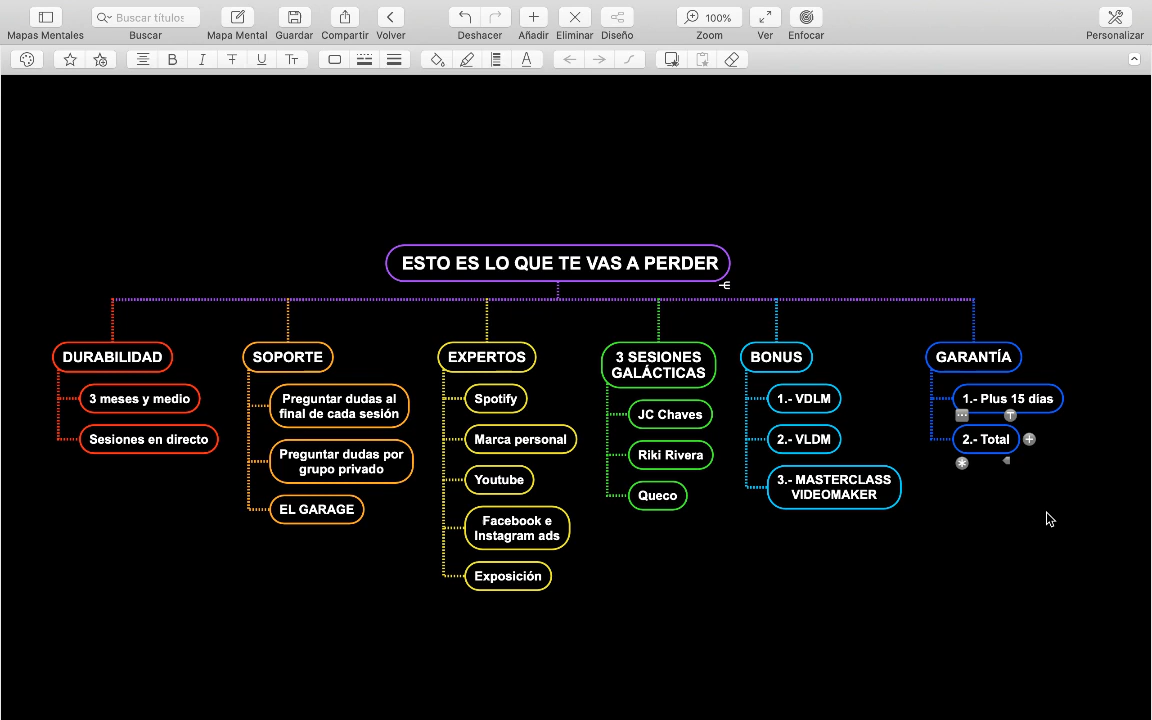 Mapas Mentales
Buscar títulos
Buscar
Mapa Mental
Guardar
Compartir
Volver
Deshacer
Añadir
Eliminar
Diseño
100%
Zoom
Ver
Enfocar
Personalizar
ESTO ES LO QUE TE VAS A PERDER
DURABILIDAD
3 meses y medio
Sesiones en directo
SOPORTE
Preguntar dudas al
final de cada sesión
Preguntar dudas por
grupo privado
EL GARAGE
EXPERTOS
Spotify
Marca personal
Youtube
Facebook e
Instagram ads
Exposición
3 SESIONES
GALÁCTICAS
JC Chaves
Riki Rivera
Queco
BONUS
1.- VDLM
2.- VLDM
3.- MASTERCLASS
VIDEOMAKER
GARANTÍA
1.- Plus 15 días
2.- Total